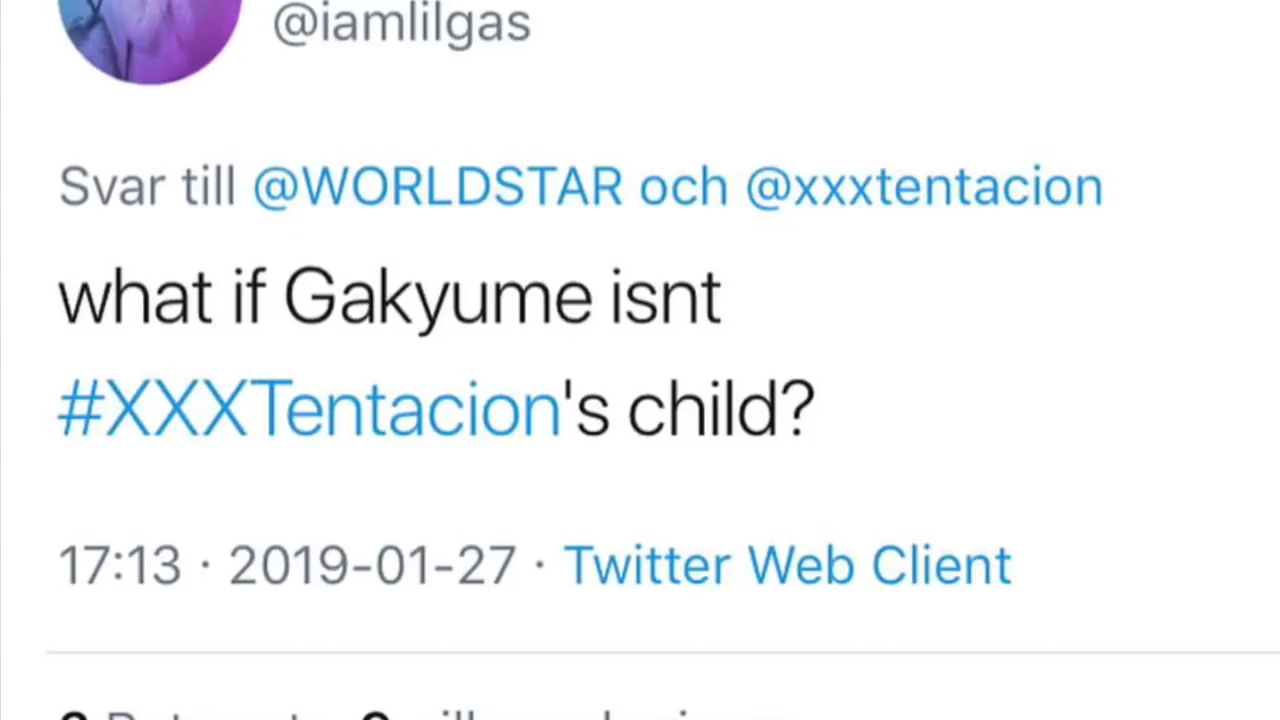 @iamlilgas
Svar till @WORLDSTAR och @xxxtentacion
what if Gakyume isnt
#XXXTentacion's child?
17:13 · 2019-01-27 · Twitter Web Client